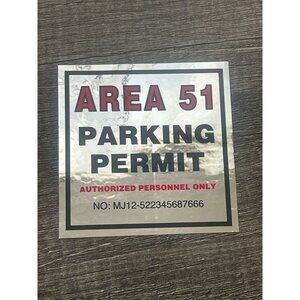 AREA 51
PARKING
PERMIT
AUTHORIZED PERSONNEL ONLY
NO: MJ12-522345687666